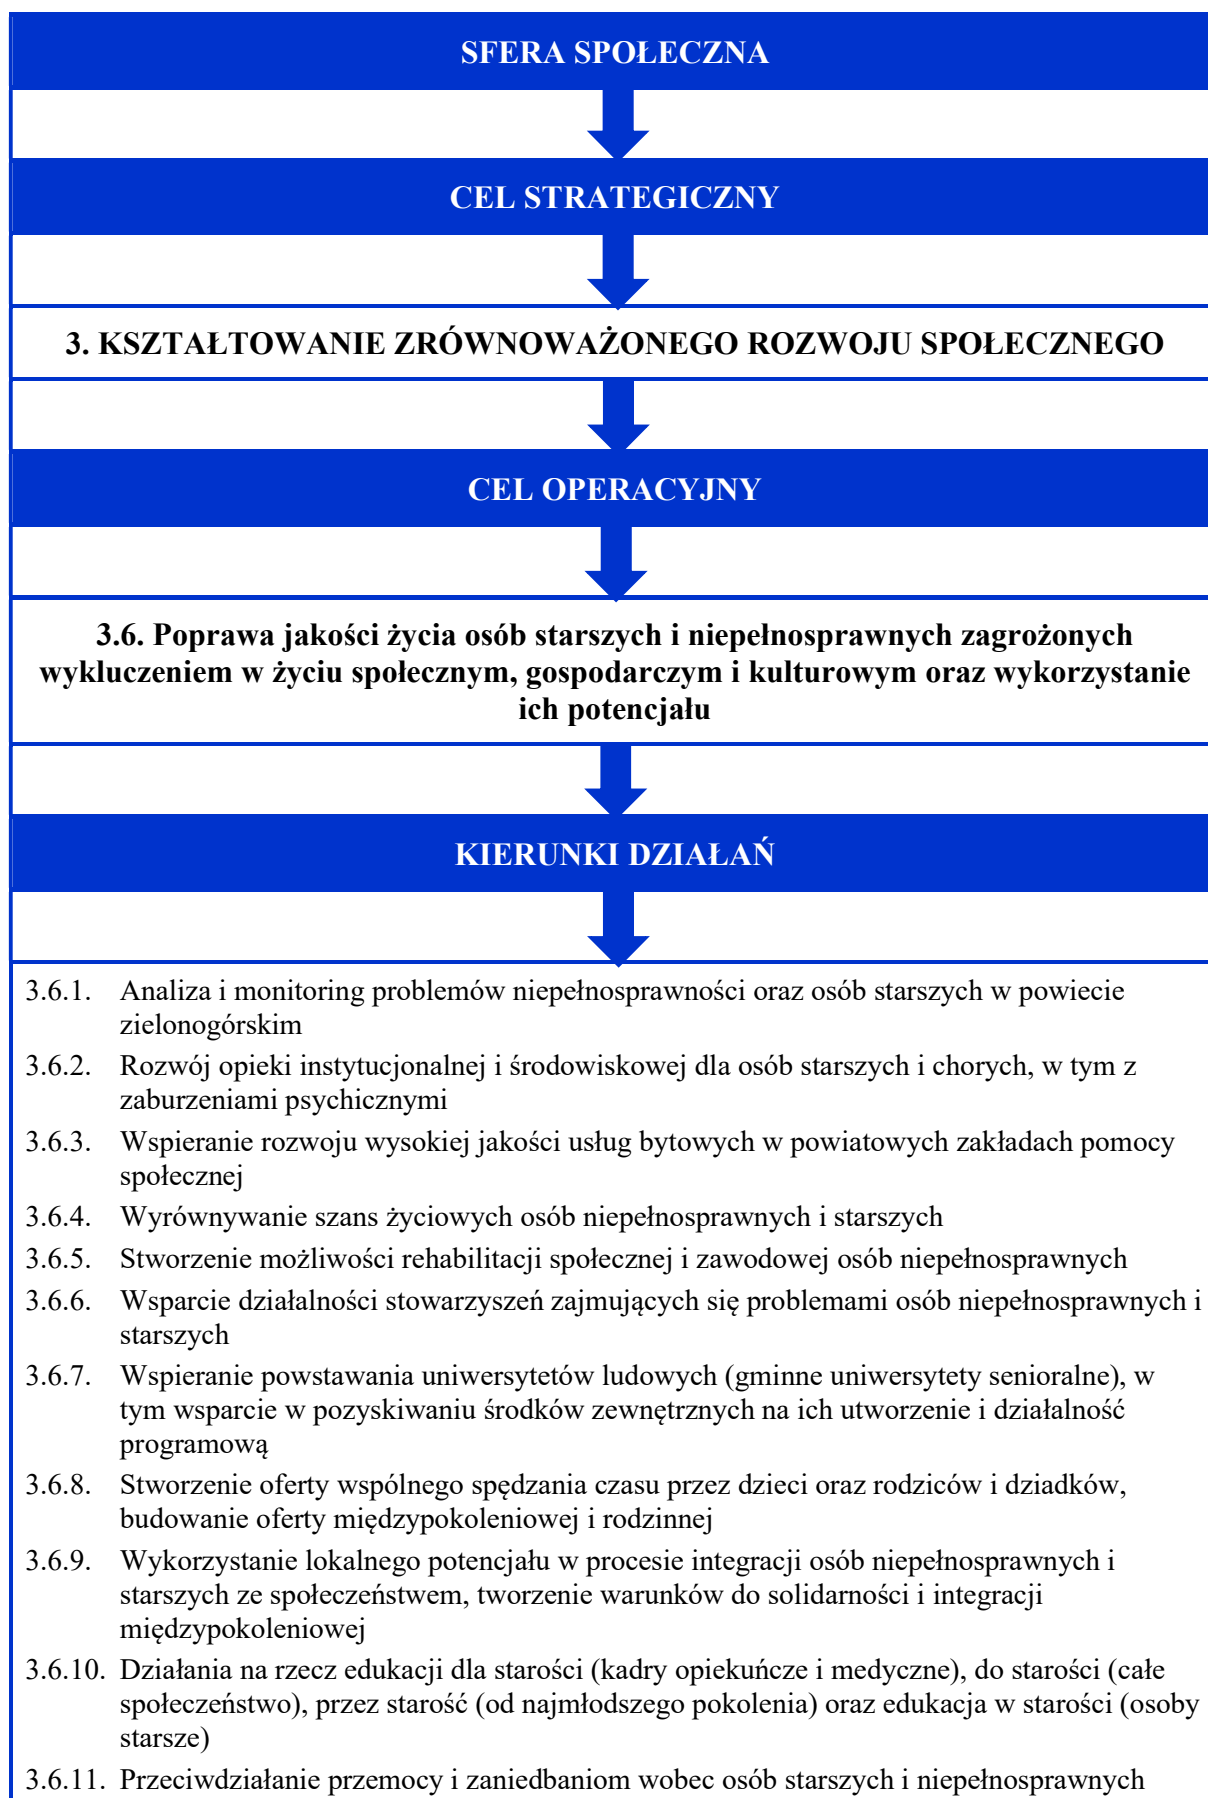 SFERA SPOŁECZNA
CEL STRATEGICZNY
3. KSZTAŁTOWANIE ZRÓWNOWAŻONEGO ROZWOJU SPOŁECZNEGO
CEL OPERACYJNY
3.6. Poprawa jakości życia osób starszych i niepełnosprawnych zagrożonych
wykluczeniem w życiu społecznym, gospodarczym i kulturowym oraz wykorzystanie
ich potencjału
KIERUNKI DZIAŁAŃ
3.6.1. Analiza i monitoring problemów niepełnosprawności oraz osób starszych w powiecie
zielonogórskim
3.6.2. Rozwój opieki instytucjonalnej i środowiskowej dla osób starszych i chorych, w tym z
zaburzeniami psychicznymi
3.6.3. Wspieranie rozwoju wysokiej jakości usług bytowych w powiatowych zakładach pomocy
społecznej
3.6.4. Wyrównywanie szans życiowych osób niepełnosprawnych i starszych
3.6.5. Stworzenie możliwości rehabilitacji społecznej i zawodowej osób niepełnosprawnych
3.6.6. Wsparcie działalności stowarzyszeń zajmujących się problemami osób niepełnosprawnych i
starszych
3.6.7. Wspieranie powstawania uniwersytetów ludowych (gminne uniwersytety senioralne), w
tym wsparcie w pozyskiwaniu środków zewnętrznych na ich utworzenie i działalność
programową
3.6.8. Stworzenie oferty wspólnego spędzania czasu przez dzieci oraz rodziców i dziadków,
budowanie oferty międzypokoleniowej i rodzinnej
3.6.9. Wykorzystanie lokalnego potencjału w procesie integracji osób niepełnosprawnych i
starszych ze społeczeństwem, tworzenie warunków do solidarności i integracji
międzypokoleniowej
3.6.10. Działania na rzecz edukacji dla starości (kadry opiekuńcze i medyczne), do starości (całe
społeczeństwo), przez starość (od najmłodszego pokolenia) oraz edukacja w starości (osoby
starsze)
3.6.11. Przeciwdziałanie przemocy i zaniedbaniom wobec osób starszych i niepełnosprawnych